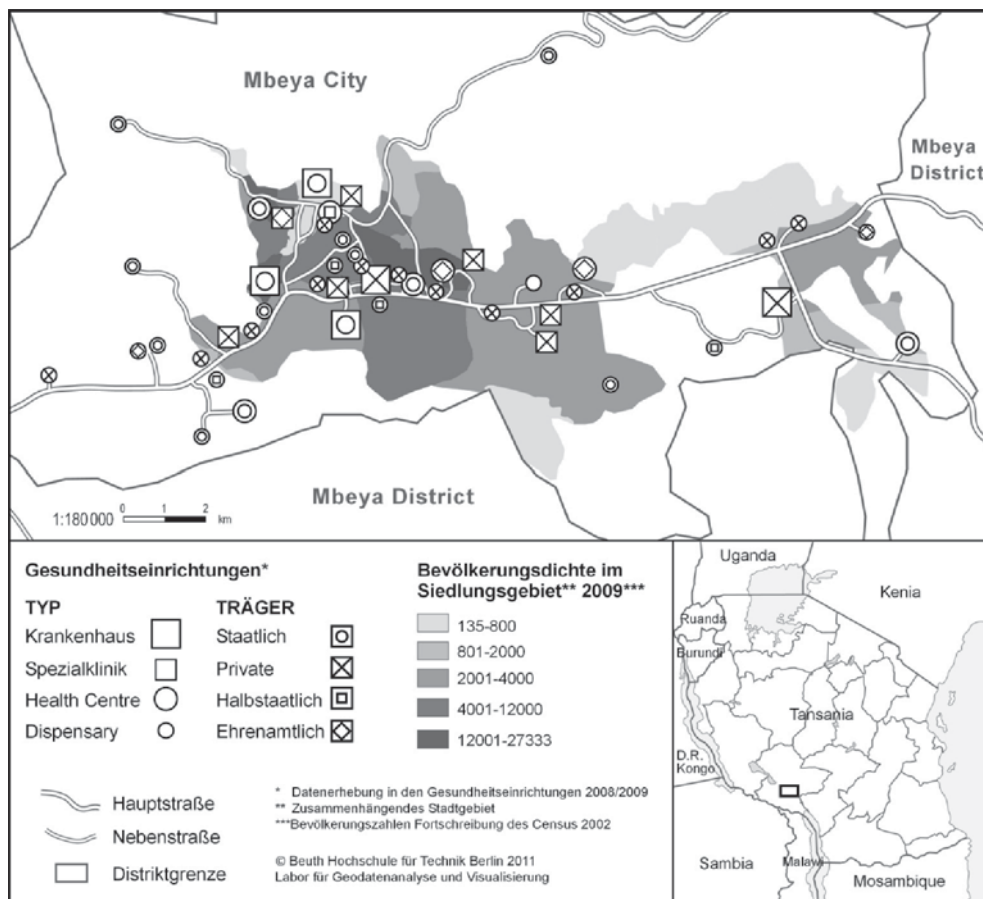 Mbeya City
Mbeya
District
Mbeya District
1:180 000
0 1 2
km
Gesundheitseinrichtungen*
TYP
Krankenhaus
Spezialklinik
Health Centre
Dispensary
TRÄGER
Staatlich
Private
Halbstaatlich
Ehrenamtlich
Bevölkerungsdichte im
Siedlungsgebiet** 2009***
135-800
801-2000
2001-4000
4001-12000
12001-27333
Hauptstraße
Nebenstraße
Distriktgrenze
* Datenerhebung in den Gesundheitseinrichtungen 2008/2009
** Zusammenhängendes Stadtgebiet
***Bevölkerungszahlen Fortschreibung des Census 2002
© Beuth Hochschule für Technik Berlin 2011
Labor für Geodatenanalyse und Visualisierung
Uganda
Kenia
Ruanda
Burundi
Tansania
D.R.
Kongo
Sambia
Malawi
Mosambique